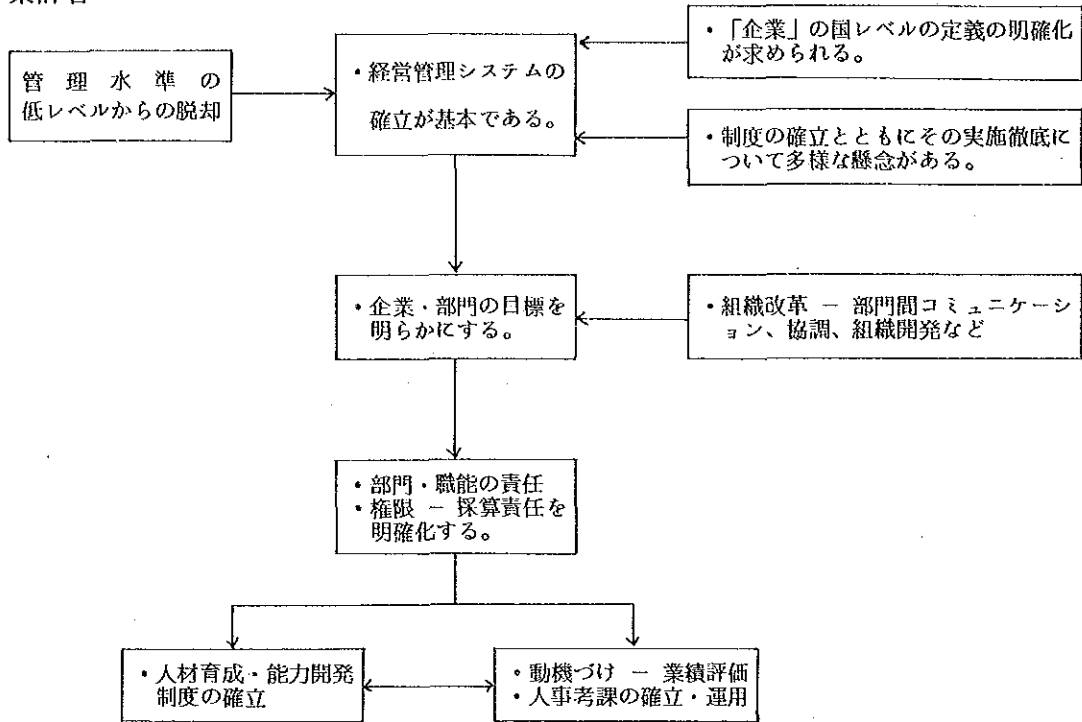 管理水準の
低レベルからの脱却
・経営管理システムの
確立が基本である。
・「企業」の国レベルの定義の明確化
が求められる。
・制度の確立とともにその実施徹底に
ついて多様な懸念がある。
・企業・部門の目標を
明らかにする。
・組織改革 － 部門間コミュニケーシ
ョン、協調、組織開発など
・部門・職能の責任
・権限 － 採算責任を
明確化する。
・人材育成・能力開発
制度の確立
・動機づけ － 業績評価
・人事考課の確立・運用